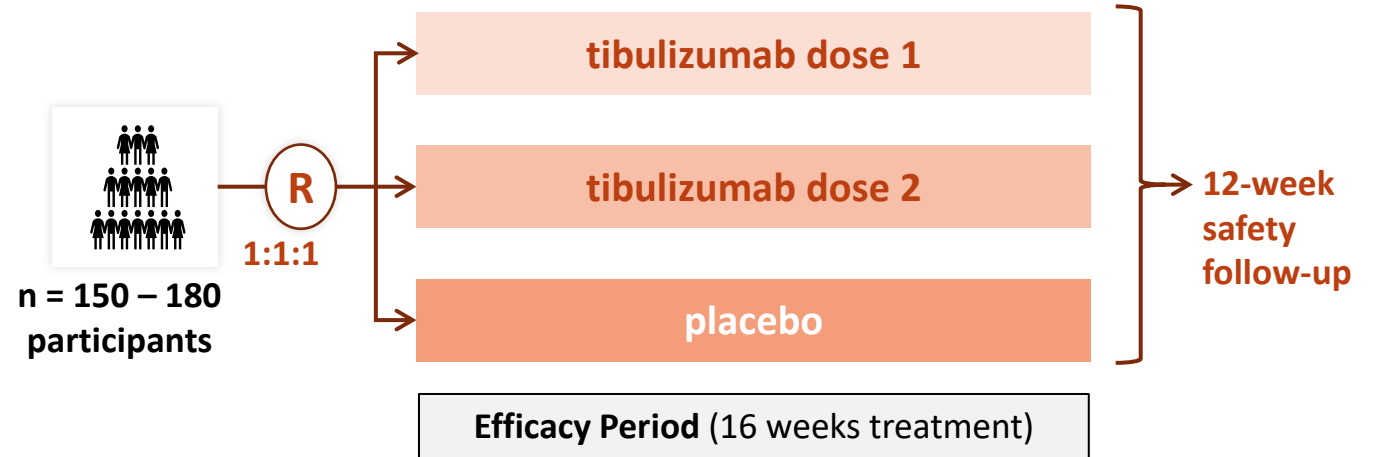 tibulizumab dose 1
tibulizumab dose 2
placebo
R
1:1:1
n = 150 – 180
participants
12-week
safety
follow-up
Efficacy Period (16 weeks treatment)